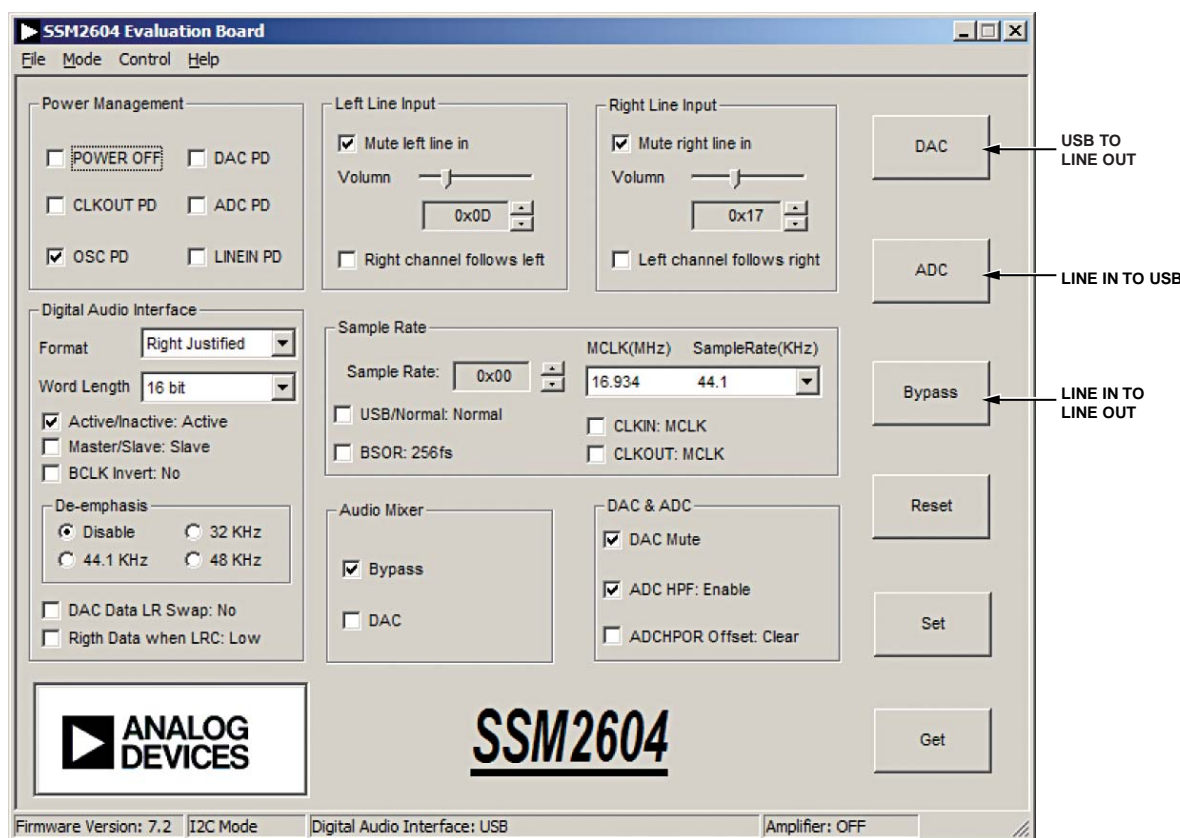 SSM2604 Evaluation Board
File Mode Control Help
Power Management
POWER OFF
DAC PD
CLKOUT PD
ADC PD
OSC PD
LINEIN PD
Left Line Input
Mute left line in
Volumn
0x0D
Right channel follows left
Right Line Input
Mute right line in
Volumn
0x17
Left channel follows right
DAC
USB TO
LINE OUT
ADC
LINE IN TO USB
Bypass
LINE IN TO
LINE OUT
Reset
Set
Get
Digital Audio Interface
Format
Right Justified
Word Length
16 bit
Active/Inactive: Active
Master/Slave: Slave
BCLK Invert: No
De-emphasis
Disable
32 KHz
44.1 KHz
48 KHz
DAC Data LR Swap: No
Rigth Data when LRC: Low
Sample Rate
Sample Rate:
0x00
MCLK(MHz) SampleRate(KHz)
16.934 44.1
USB/Normal: Normal
CLKIN: MCLK
BSOR: 256fs
CLKOUT: MCLK
Audio Mixer
Bypass
DAC
DAC & ADC
DAC Mute
ADC HPF: Enable
ADCHPOR Offset: Clear
ANALOG
DEVICES
SSM2604
Firmware Version: 7.2
I2C Mode
Digital Audio Interface: USB
Amplifier: OFF